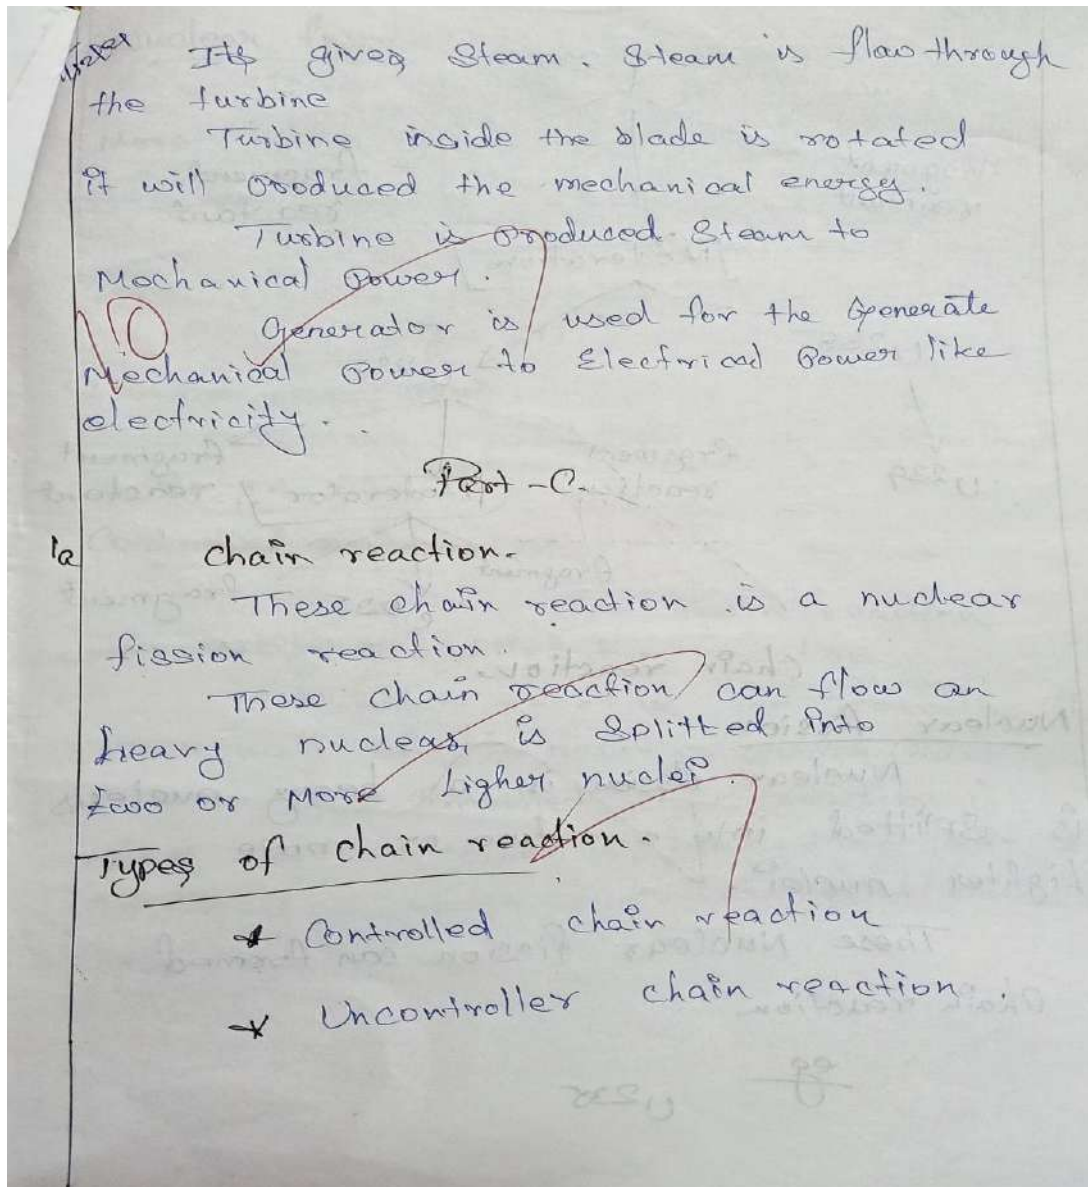 Water
Its gives Steam. Steam is flow through
the turbine
Turbine inside the blade is rotated
it will produced the mechanical energy.
Turbine is produced Steam to
Mechanical Power.
10
Generator is used for the Generate
Mechanical Power to Electrical Power like
electricity.
Part - C.
1a
chain reaction.
These chain reaction is a nuclear
fission reaction.
These chain reaction can flow an
heavy nuclear is Splitted into
two or More Ligher nuclei.
Types of chain reaction.
* Controlled chain reaction
* Uncontroller chain reaction.